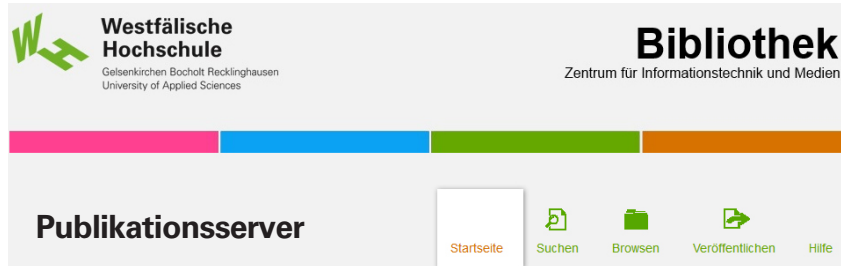 WH
Westfälische
Hochschule
Gelsenkirchen Bocholt Recklinghausen
University of Applied Sciences
Bibliothek
Zentrum für Informationstechnik und Medien
Publikationsserver
Startseite
Suchen
Browsen
Veröffentlichen
Hilfe